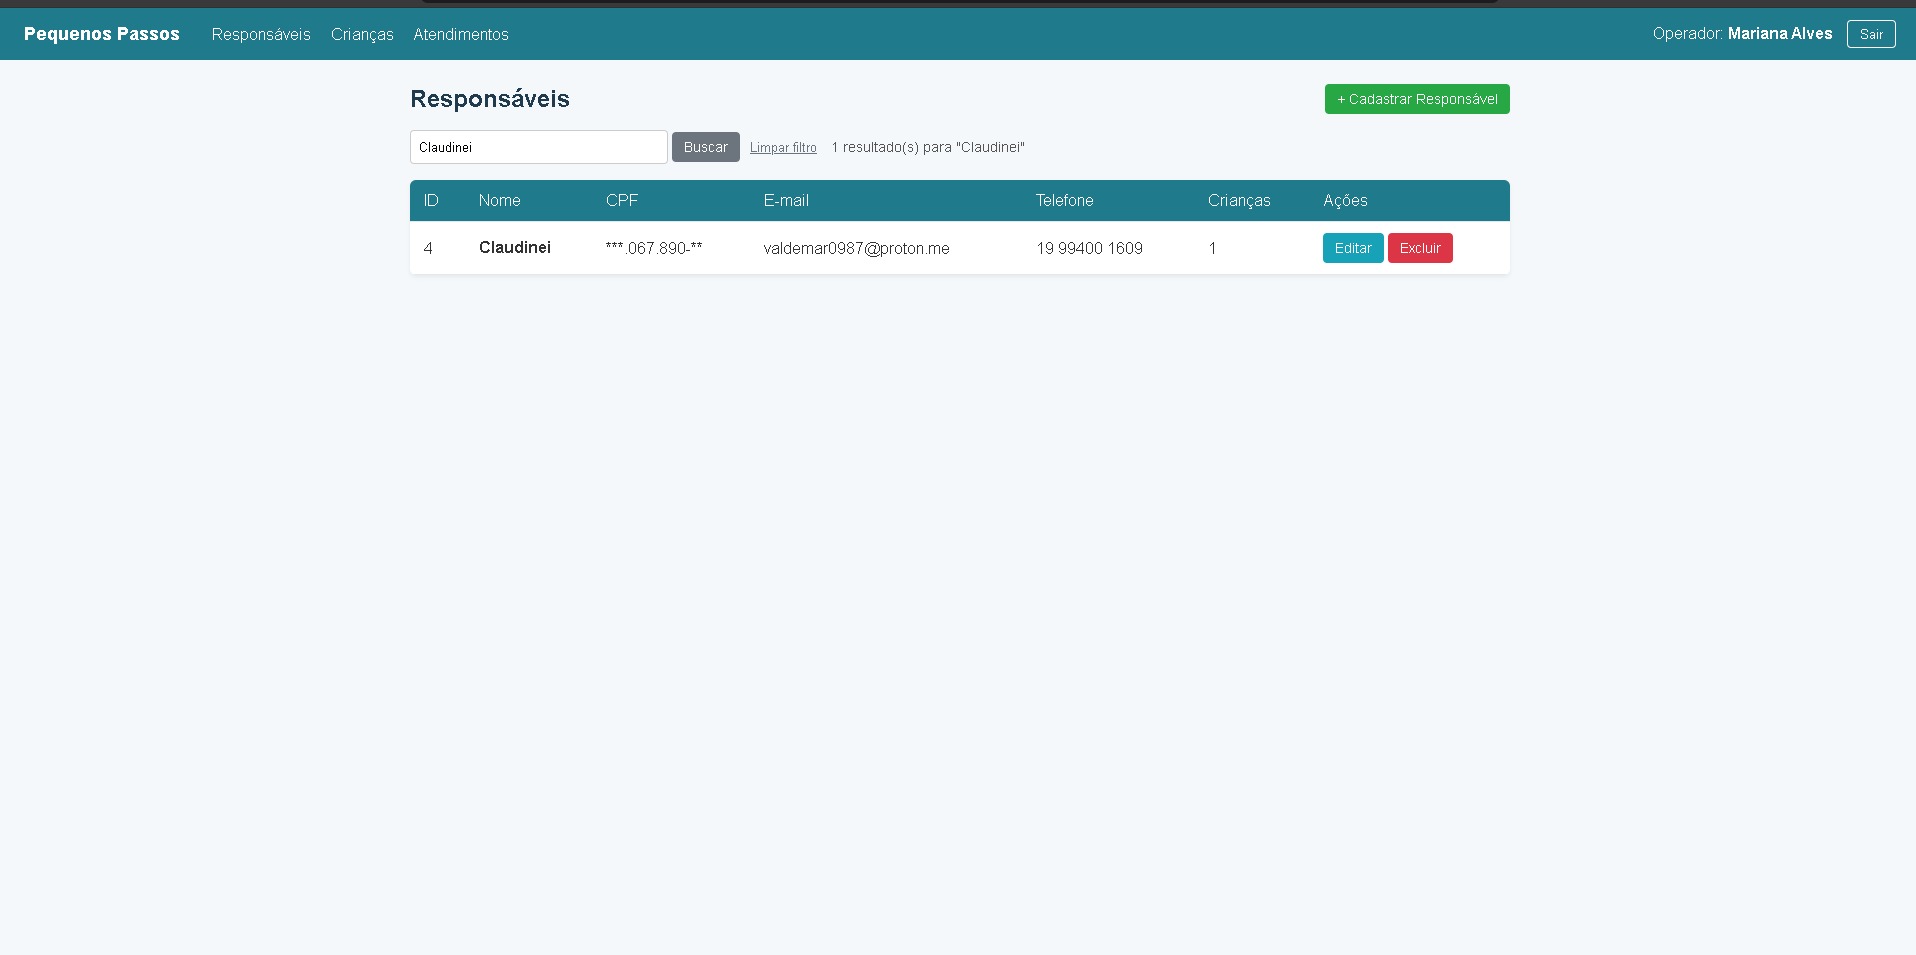 Pequenos Passos Responsáveis Crianças Atendimentos Operador: Mariana Alves Sair
Responsáveis + Cadastrar Responsável
Claudinei Buscar Limpar filtro 1 resultado(s) para "Claudinei"
ID Nome CPF E-mail Telefone Crianças Ações
4 Claudinei ***.067.890-** valdemar0987@proton.me 19 99400 1609 1 Editar Excluir